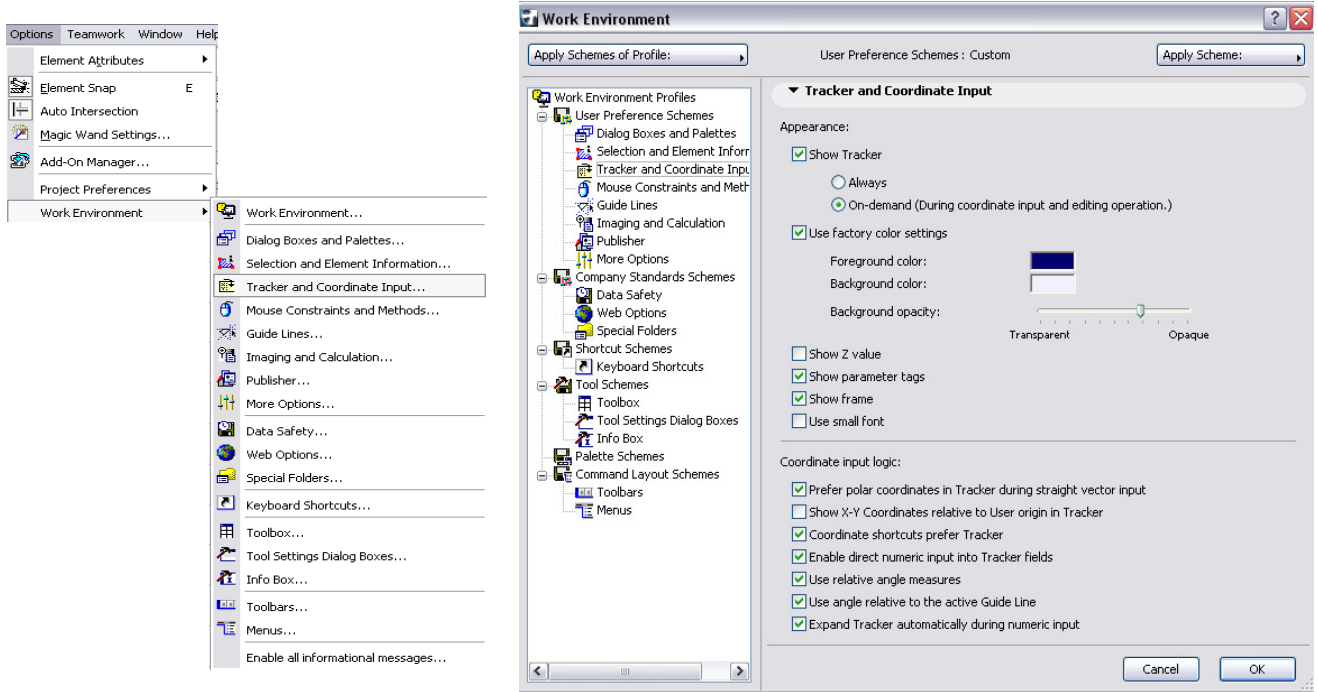 Options Teamwork Window Help
Element Attributes
Element Snap E
Auto Intersection
Magic Wand Settings...
Add-On Manager...
Project Preferences
Work Environment
Work Environment...
Dialog Boxes and Palettes...
Selection and Element Information...
Tracker and Coordinate Input...
Mouse Constraints and Methods...
Guide Lines...
Imaging and Calculation...
Publisher...
More Options...
Data Safety...
Web Options...
Special Folders...
Keyboard Shortcuts...
Toolbox...
Tool Settings Dialog Boxes...
Info Box...
Toolbars...
Menus...
Enable all informational messages...
Work Environment
Apply Schemes of Profile:
User Preference Schemes : Custom
Apply Scheme:
Work Environment Profiles
User Preference Schemes
Dialog Boxes and Palettes
Selection and Element Inforr
Tracker and Coordinate Inpu
Mouse Constraints and Meth
Guide Lines
Imaging and Calculation
Publisher
More Options
Company Standards Schemes
Data Safety
Web Options
Special Folders
Shortcut Schemes
Keyboard Shortcuts
Tool Schemes
Toolbox
Tool Settings Dialog Boxes
Info Box
Palette Schemes
Command Layout Schemes
Toolbars
Menus
Tracker and Coordinate Input
Appearance:
Show Tracker
Always
On-demand (During coordinate input and editing operation.)
Use factory color settings
Foreground color:
Background color:
Background opacity:
Transparent Opaque
Show Z value
Show parameter tags
Show frame
Use small font
Coordinate input logic:
Prefer polar coordinates in Tracker during straight vector input
Show X-Y Coordinates relative to User origin in Tracker
Coordinate shortcuts prefer Tracker
Enable direct numeric input into Tracker fields
Use relative angle measures
Use angle relative to the active Guide Line
Expand Tracker automatically during numeric input
Cancel OK